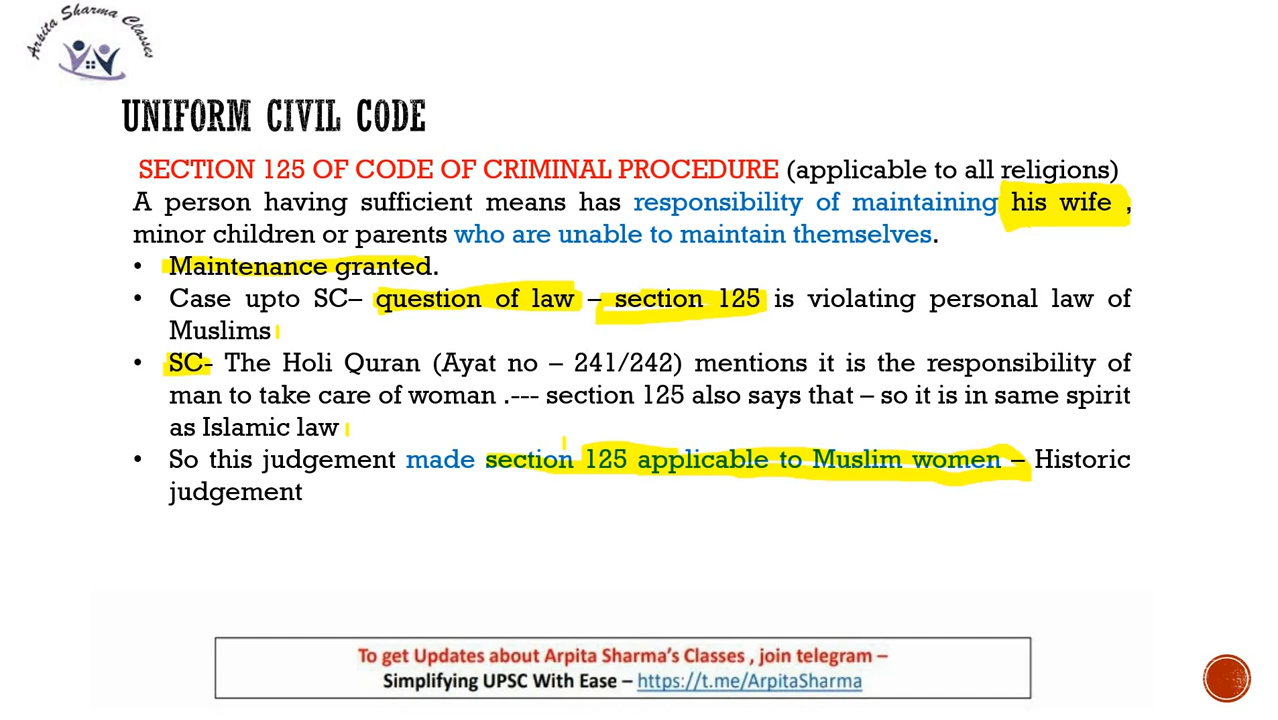 Arpita Sharma Classes
UNIFORM CIVIL CODE
SECTION 125 OF CODE OF CRIMINAL PROCEDURE (applicable to all religions)
A person having sufficient means has responsibility of maintaining his wife ,
minor children or parents who are unable to maintain themselves.
• Maintenance granted.
• Case upto SC– question of law – section 125 is violating personal law of
Muslims
• SC- The Holi Quran (Ayat no – 241/242) mentions it is the responsibility of
man to take care of woman .--- section 125 also says that – so it is in same spirit
as Islamic law
• So this judgement made section 125 applicable to Muslim women – Historic
judgement
To get Updates about Arpita Sharma's Classes , join telegram –
Simplifying UPSC With Ease – https://t.me/ArpitaSharma